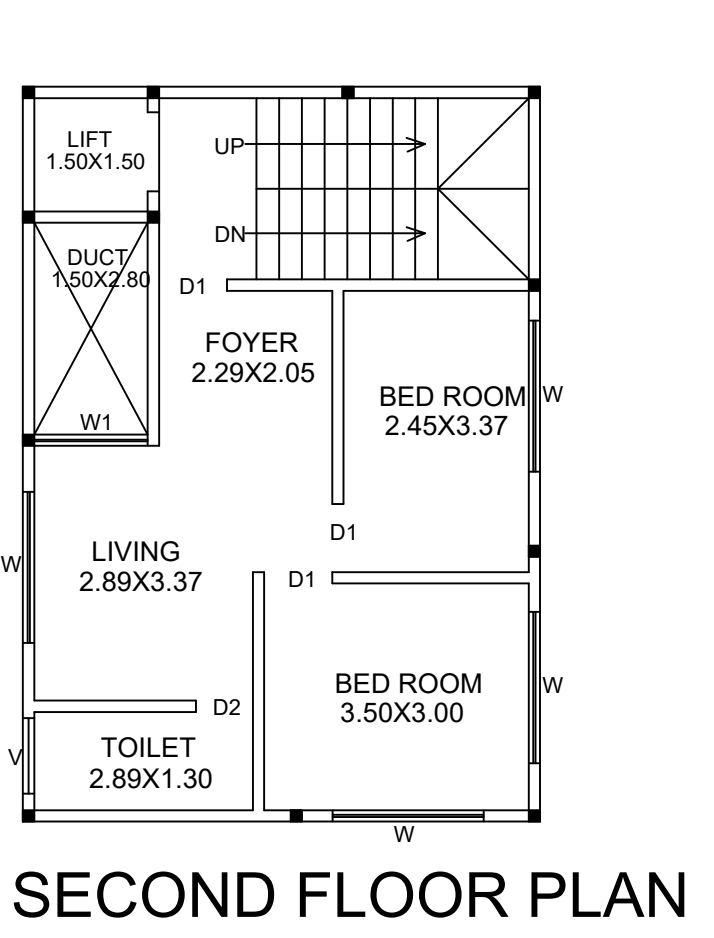 LIFT
1.50X1.50
UP
DN
DUCT
1.50X2.80
D1
FOYER
2.29X2.05
BED ROOM
2.45X3.37
W
W1
D1
LIVING
2.89X3.37
W
D1
BED ROOM
3.50X3.00
W
D2
TOILET
2.89X1.30
V
W
SECOND FLOOR PLAN